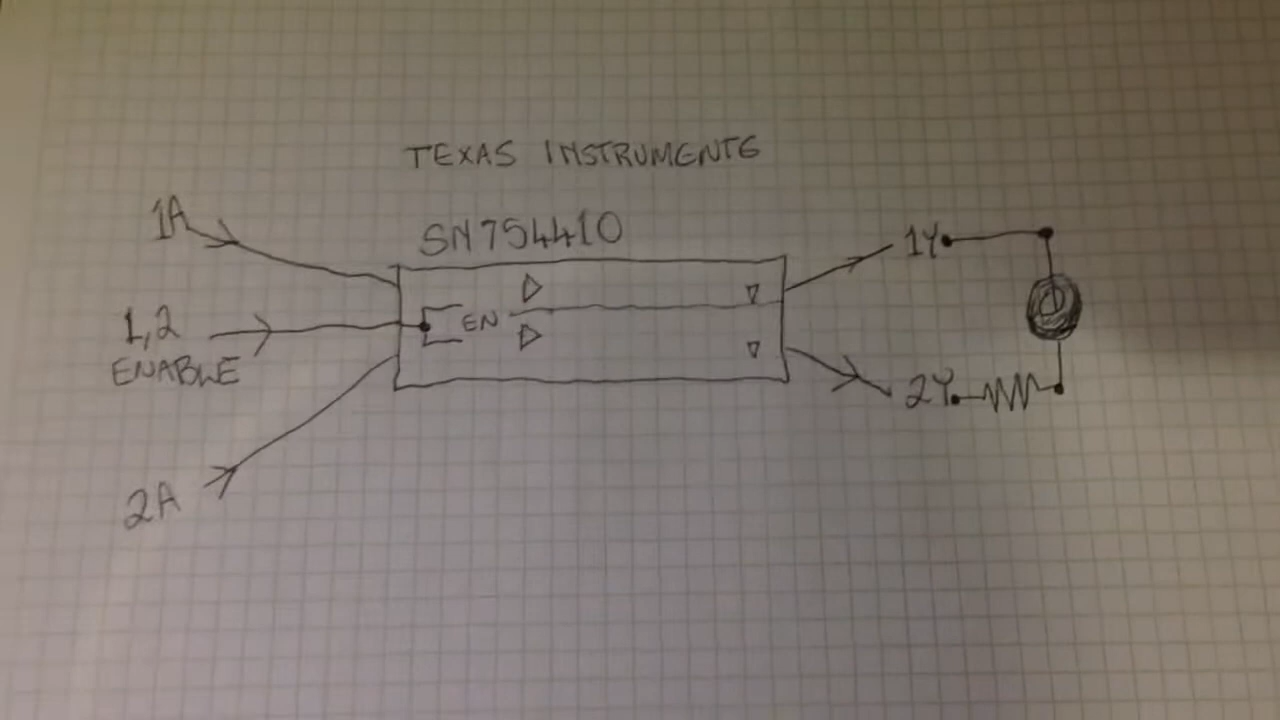 TEXAS INSTRUMENTS
SN754410
1A
1Y
1,2
ENABLE
EN
2Y
2A